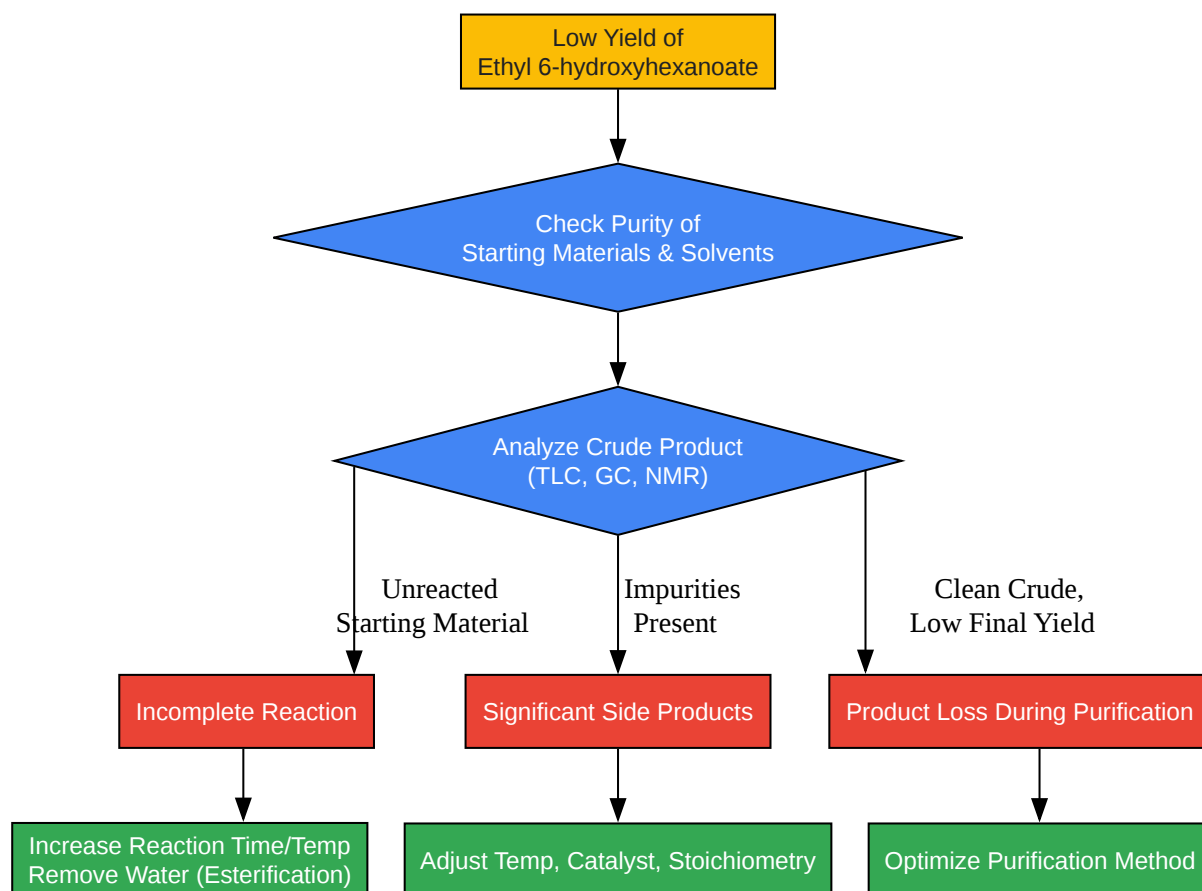 Low Yield of
Ethyl 6-hydroxyhexanoate
Check Purity of
Starting Materials & Solvents
Analyze Crude Product
(TLC, GC, NMR)
Unreacted
Starting Material
Impurities
Present
Clean Crude,
Low Final Yield
Incomplete Reaction
Significant Side Products
Product Loss During Purification
Increase Reaction Time/Temp
Remove Water (Esterification)
Adjust Temp, Catalyst, Stoichiometry
Optimize Purification Method